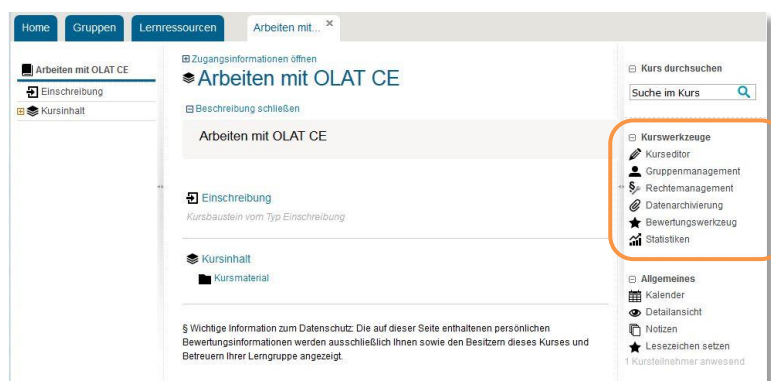 Home Gruppen Lernressourcen Arbeiten mit... ×
Arbeiten mit OLAT CE
Einschreibung
Kursinhalt
Zugangsinformationen öffnen
Arbeiten mit OLAT CE
Beschreibung schließen
Arbeiten mit OLAT CE
Einschreibung
Kursbaustein vom Typ Einschreibung
Kursinhalt
Kursmaterial
§ Wichtige Information zum Datenschutz: Die auf dieser Seite enthaltenen persönlichen
Bewertungsinformationen werden ausschließlich Ihnen sowie den Besitzern dieses Kurses und
Betreuern Ihrer Lerngruppe angezeigt.
Kurs durchsuchen
Suche im Kurs
Kurswerkzeuge
Kurseditor
Gruppenmanagement
Rechtemanagement
Datenarchivierung
Bewertungswerkzeug
Statistiken
Allgemeines
Kalender
Detailansicht
Notizen
Lesezeichen setzen
1 Kursteilnehmer anwesend